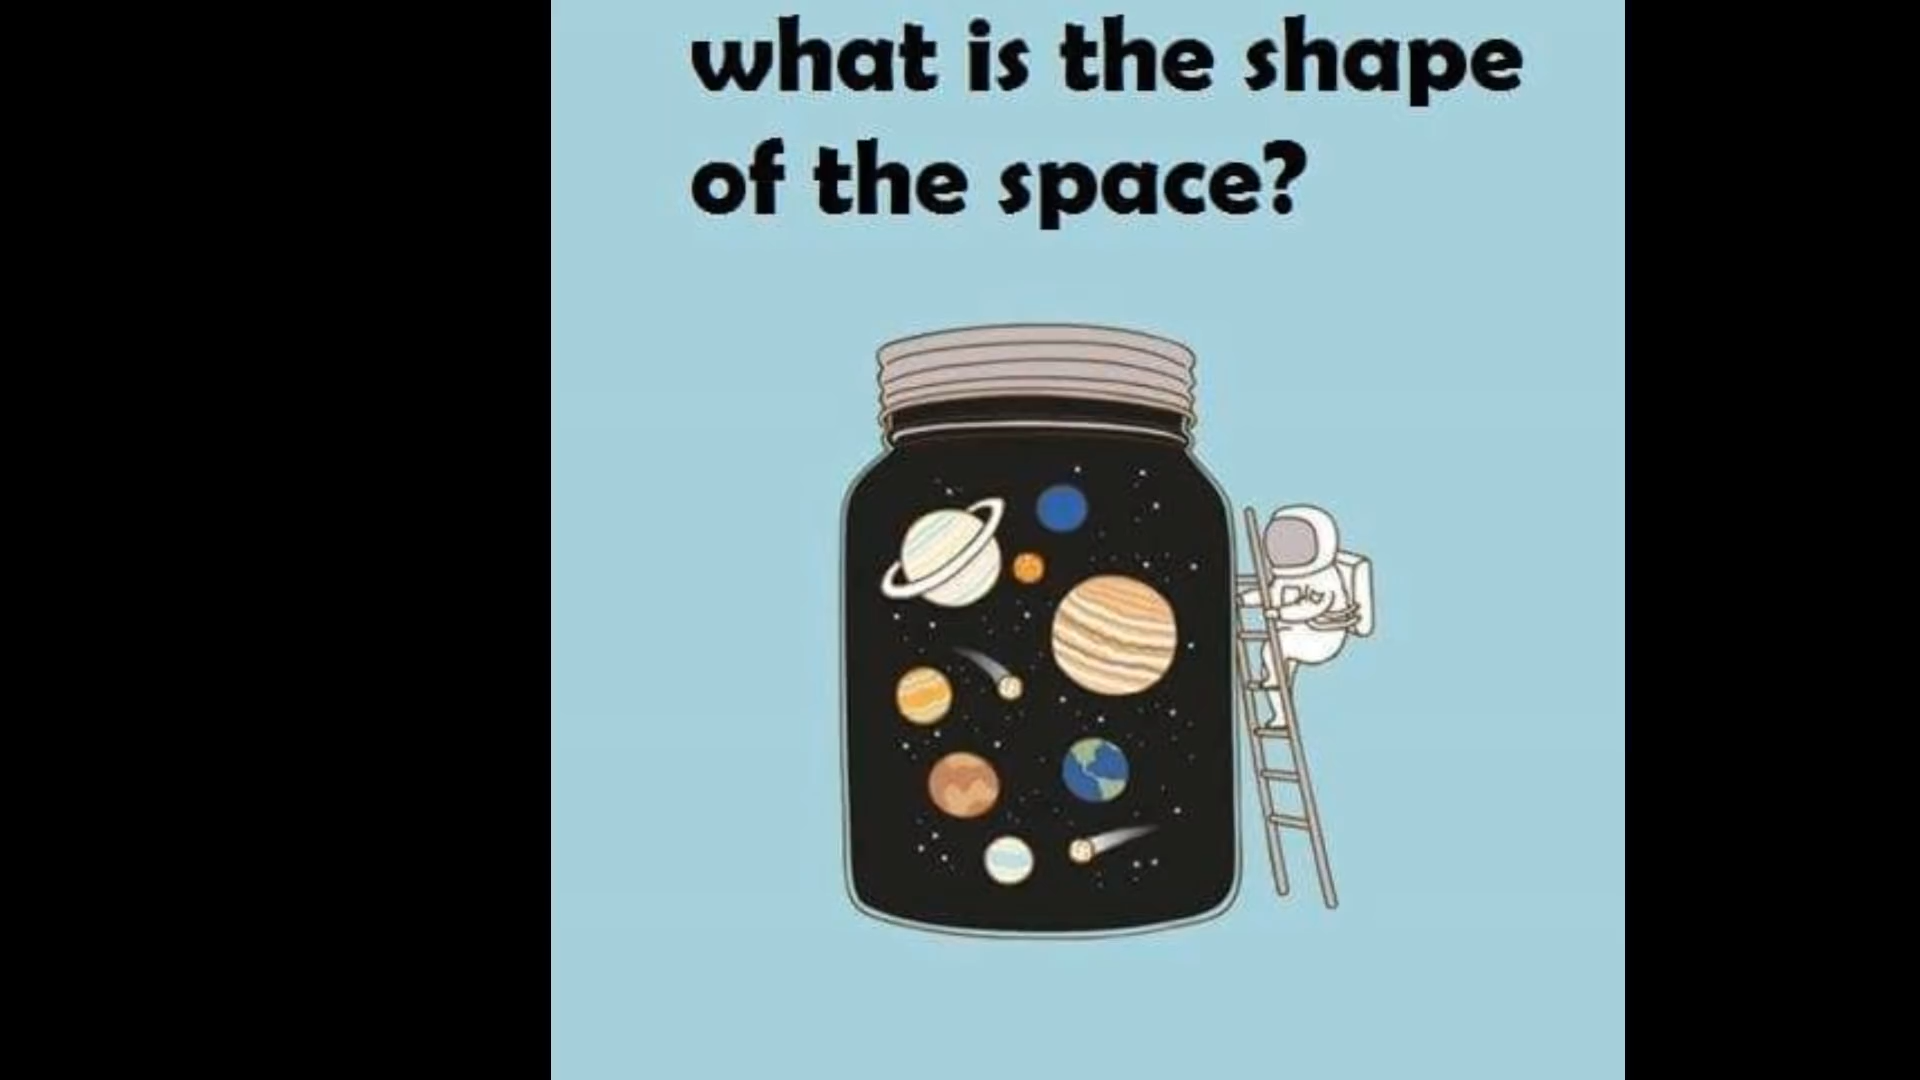 what is the shape
of the space?